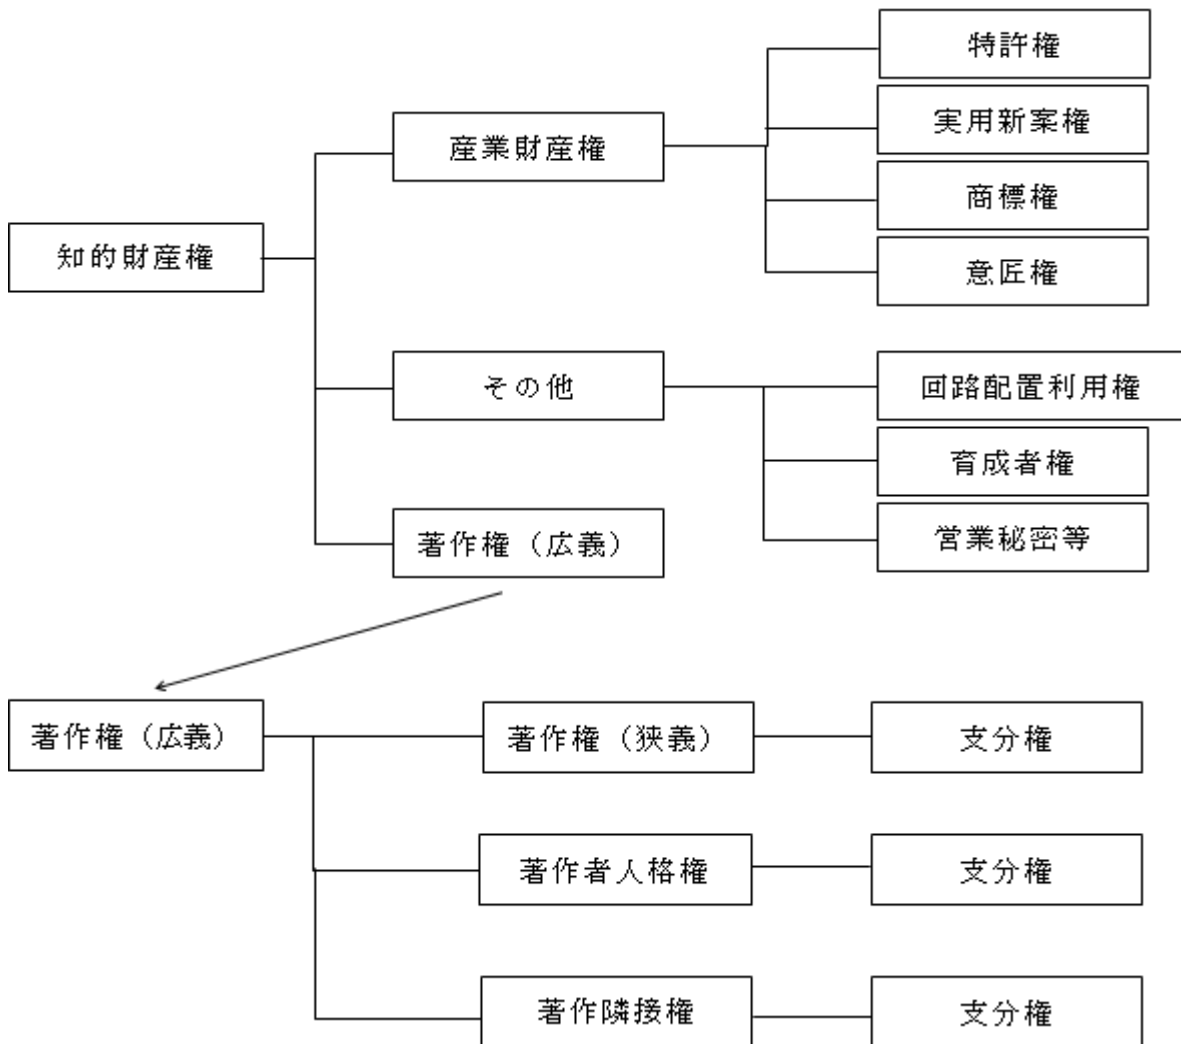 知的財産権
産業財産権
特許権
実用新案権
商標権
意匠権
その他
回路配置利用権
育成者権
営業秘密等
著作権（広義）
著作権（広義）
著作権（狭義）
支分権
著作者人格権
支分権
著作隣接権
支分権